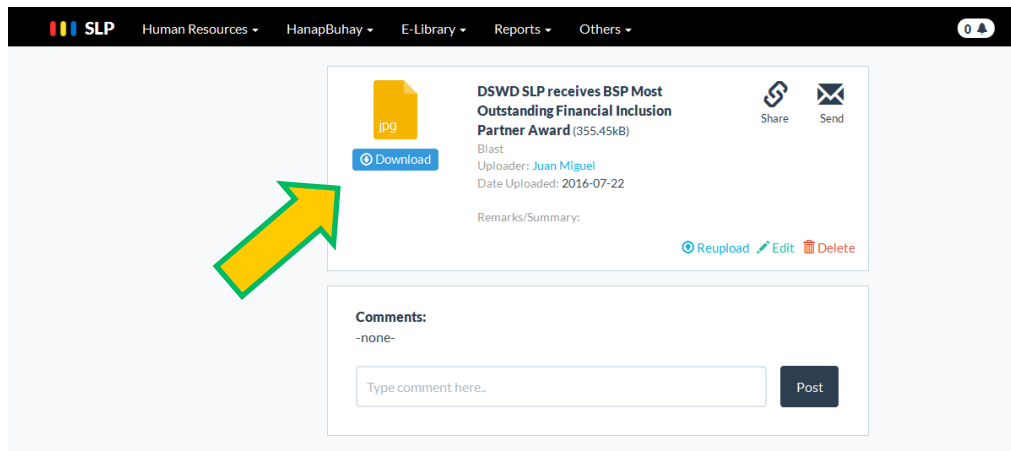 SLP Human Resources HanapBuhay E-Library Reports Others 0
jpg
Download
DSWD SLP receives BSP Most
Outstanding Financial Inclusion
Partner Award (355.45kB)
Blast
Uploader: Juan Miguel
Date Uploaded: 2016-07-22
Remarks/Summary:
Share Send
Reupload Edit Delete
Comments:
-none-
Type comment here..
Post